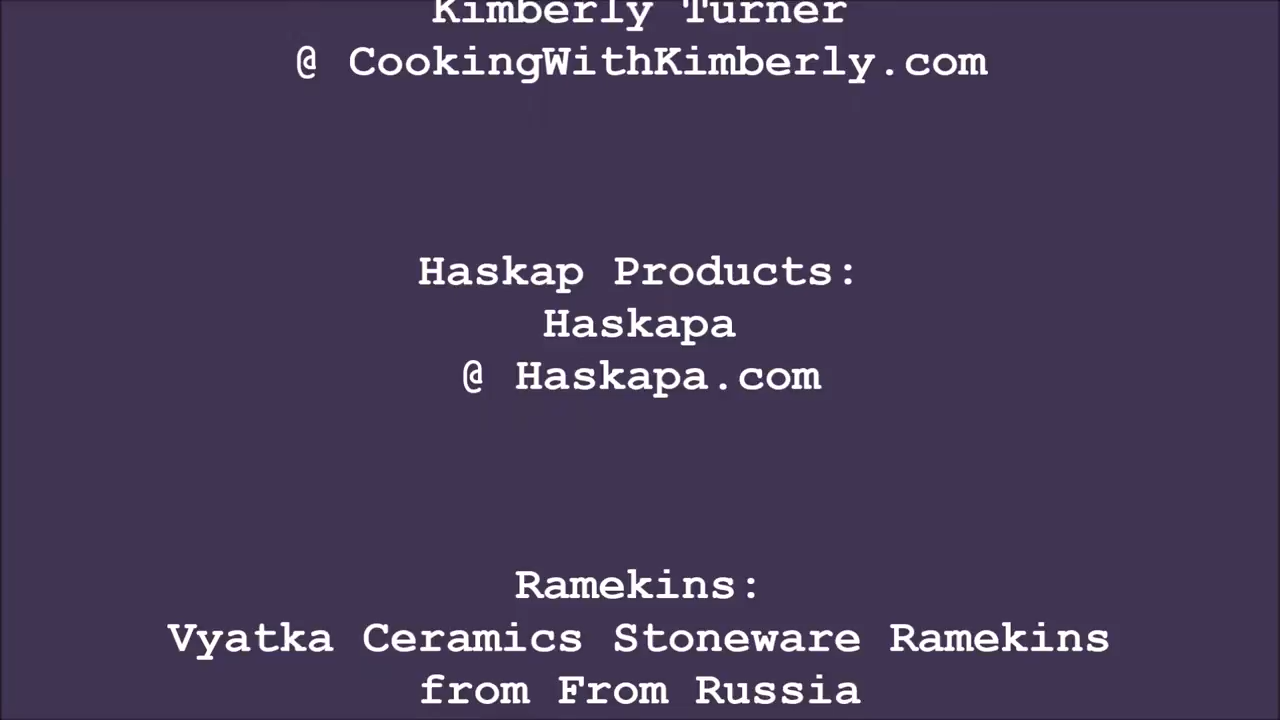 Kimberly Turner
@ CookingWithKimberly.com
Haskap Products:
Haskapa
@ Haskapa.com
Ramekins:
Vyatka Ceramics Stoneware Ramekins
from From Russia